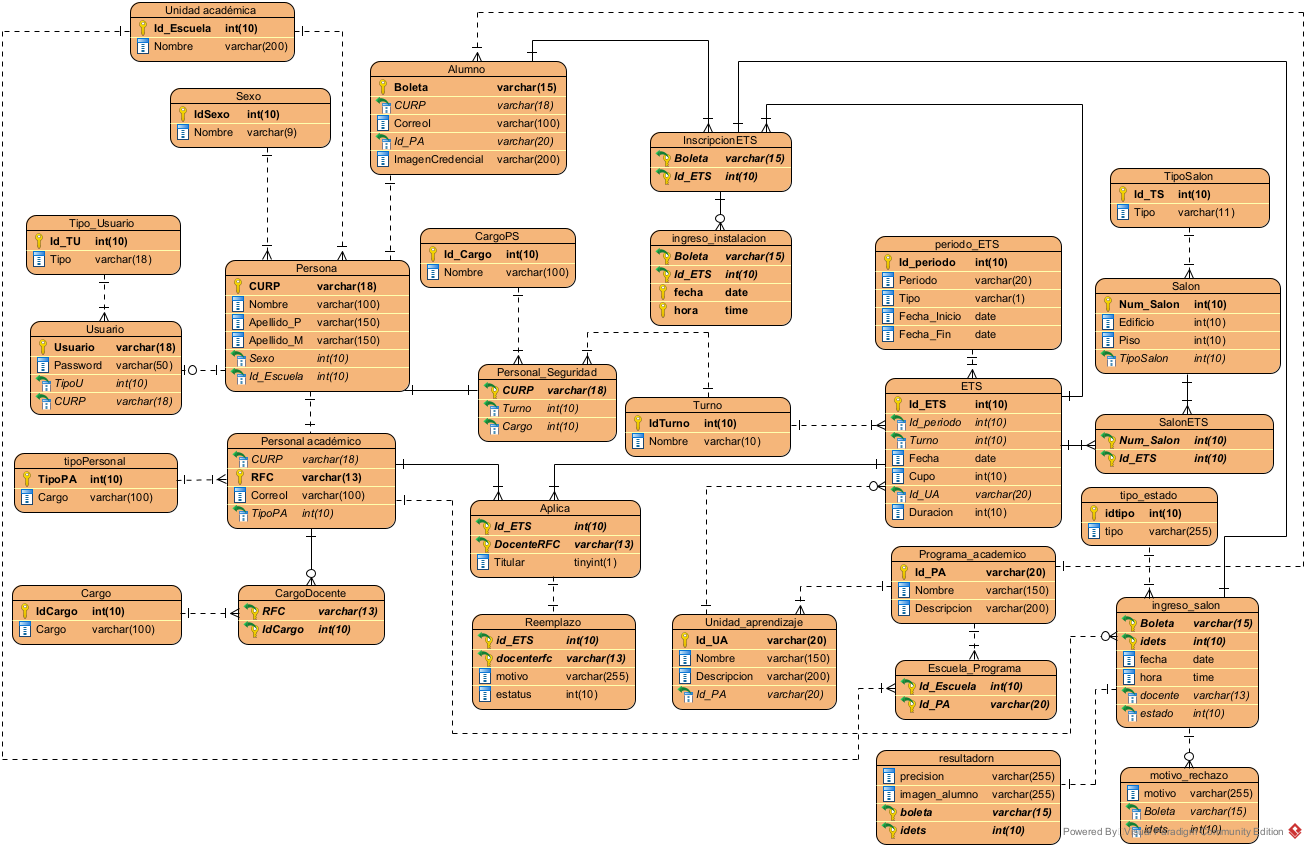 Unidad académica
Id_Escuela int(10)
Nombre varchar(200)
Sexo
IdSexo int(10)
Nombre varchar(9)
Alumno
Boleta varchar(15)
CURP varchar(18)
CorreoI varchar(100)
Id_PA varchar(20)
ImagenCredencial varchar(200)
InscripcionETS
Boleta varchar(15)
Id_ETS int(10)
TipoSalon
Id_TS int(10)
Tipo varchar(11)
Tipo_Usuario
Id_TU int(10)
Tipo varchar(18)
CargoPS
Id_Cargo int(10)
Nombre varchar(100)
ingreso_instalacion
Boleta varchar(15)
Id_ETS int(10)
fecha date
hora time
periodo_ETS
Id_periodo int(10)
Periodo varchar(20)
Tipo varchar(1)
Fecha_Inicio date
Fecha_Fin date
Persona
CURP varchar(18)
Nombre varchar(100)
Apellido_P varchar(150)
Apellido_M varchar(150)
Sexo int(10)
Id_Escuela int(10)
Salon
Num_Salon int(10)
Edificio int(10)
Piso int(10)
TipoSalon int(10)
Usuario
Usuario varchar(18)
Password varchar(50)
TipoU int(10)
CURP varchar(18)
Personal_Seguridad
CURP varchar(18)
Turno int(10)
Cargo int(10)
Turno
IdTurno int(10)
Nombre varchar(10)
ETS
Id_ETS int(10)
Id_periodo int(10)
Turno int(10)
Fecha date
Cupo int(10)
Id_UA varchar(20)
Duracion int(10)
SalonETS
Num_Salon int(10)
Id_ETS int(10)
Personal académico
CURP varchar(18)
RFC varchar(13)
CorreoI varchar(100)
TipoPA int(10)
tipoPersonal
TipoPA int(10)
Cargo varchar(100)
Aplica
Id_ETS int(10)
DocenteRFC varchar(13)
Titular tinyint(1)
tipo_estado
idtipo int(10)
tipo varchar(255)
Programa_academico
Id_PA varchar(20)
Nombre varchar(150)
Descripcion varchar(200)
Cargo
IdCargo int(10)
Cargo varchar(100)
CargoDocente
RFC varchar(13)
IdCargo int(10)
Reemplazo
id_ETS int(10)
docenterfc varchar(13)
motivo varchar(255)
estatus int(10)
Unidad_aprendizaje
Id_UA varchar(20)
Nombre varchar(150)
Descripcion varchar(200)
Id_PA varchar(20)
ingreso_salon
Boleta varchar(15)
idets int(10)
fecha date
hora time
docente varchar(13)
estado int(10)
Escuela_Programa
Id_Escuela int(10)
Id_PA varchar(20)
resultadorn
precision varchar(255)
imagen_alumno varchar(255)
boleta varchar(15)
idets int(10)
motivo_rechazo
motivo varchar(255)
Boleta varchar(15)
idets int(10)
Powered By Visual Paradigm Community Edition